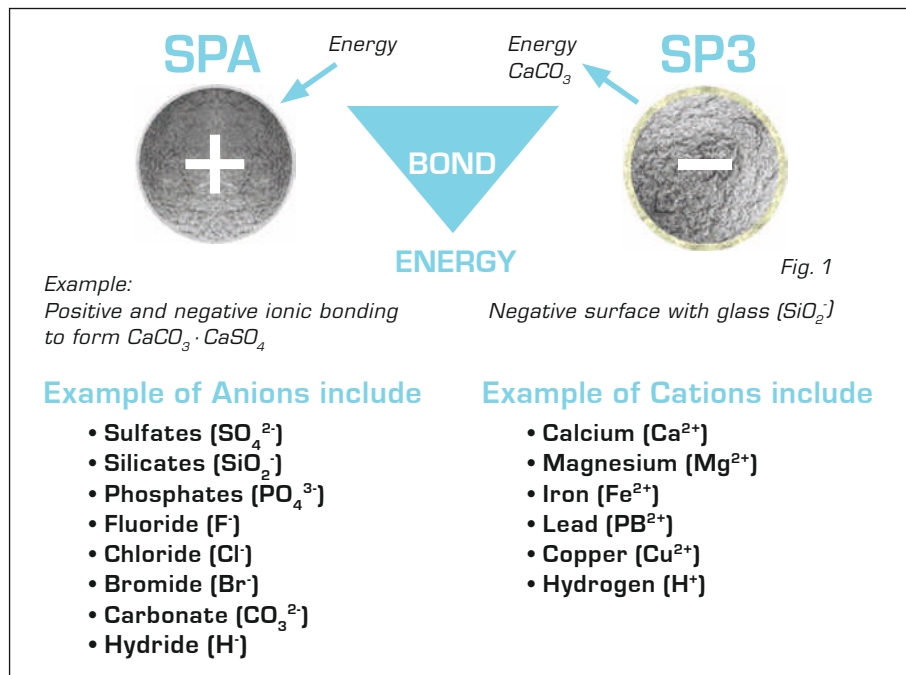 SPA
Energy
Energy
CaCO₃
SP3
+
BOND
−
ENERGY
Fig. 1
Example:
Positive and negative ionic bonding
to form CaCO₃·CaSO₄
Negative surface with glass (SiO₂⁻)
Example of Anions include
• Sulfates (SO₄²⁻)
• Silicates (SiO₂⁻)
• Phosphates (PO₄³⁻)
• Fluoride (F⁻)
• Chloride (Cl⁻)
• Bromide (Br⁻)
• Carbonate (CO₃²⁻)
• Hydride (H⁻)
Example of Cations include
• Calcium (Ca²⁺)
• Magnesium (Mg²⁺)
• Iron (Fe²⁺)
• Lead (PB²⁺)
• Copper (Cu²⁺)
• Hydrogen (H⁺)